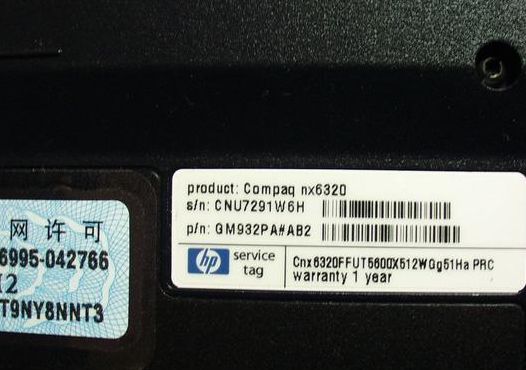 product: Compaq nx6320
s/n: CNU7291W6H
p/n: GM932PA#AB2
hp service tag
Cnx6320FFUT5600X512WGg51Ha PRC
warranty 1 year
网许可
6995-042766
T9NY8NNT3